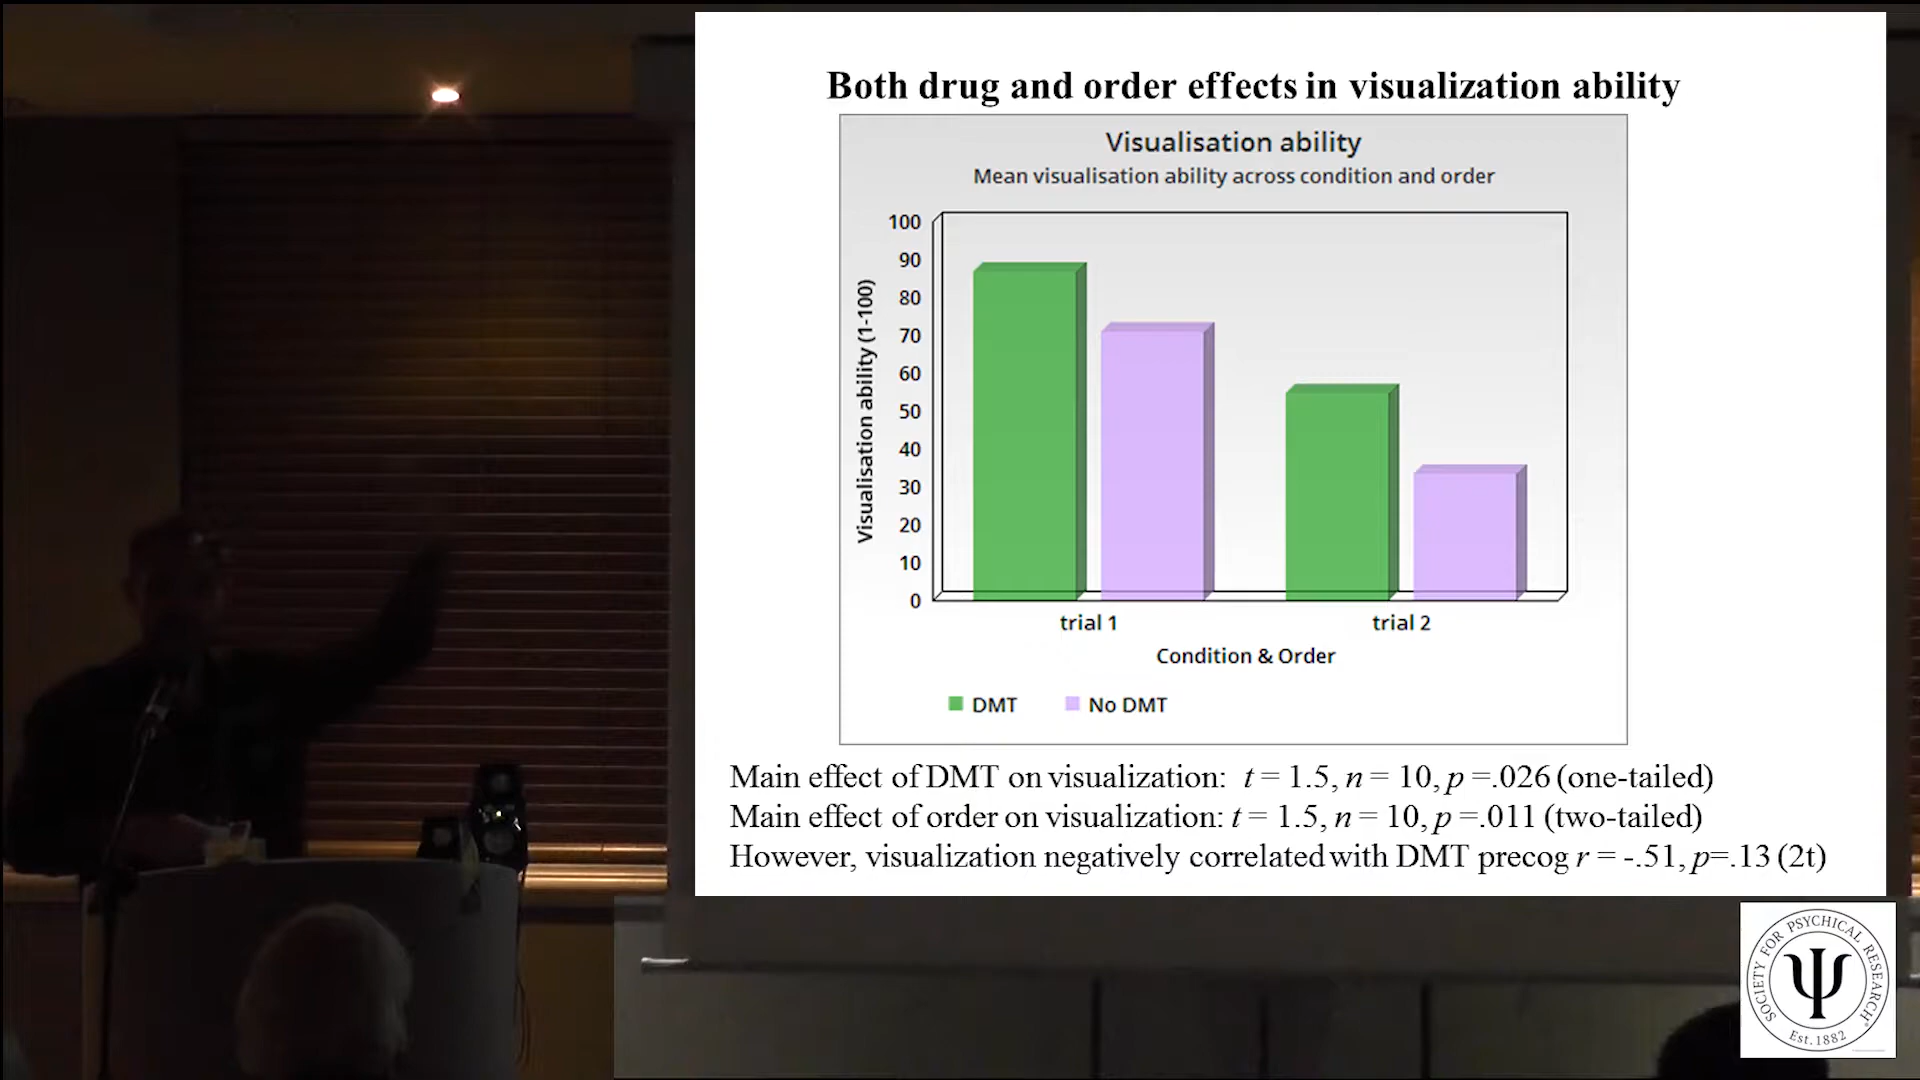 Both drug and order effects in visualization ability
Visualisation ability
Mean visualisation ability across condition and order
Visualisation ability (1-100)
100
90
80
70
60
50
40
30
20
10
0
trial 1 trial 2
Condition & Order
DMT No DMT
Main effect of DMT on visualization: t = 1.5, n = 10, p =.026 (one-tailed)
Main effect of order on visualization: t = 1.5, n = 10, p =.011 (two-tailed)
However, visualization negatively correlated with DMT precog r = -.51, p=.13 (2t)
SOCIETY FOR PSYCHICAL RESEARCH
Est. 1882